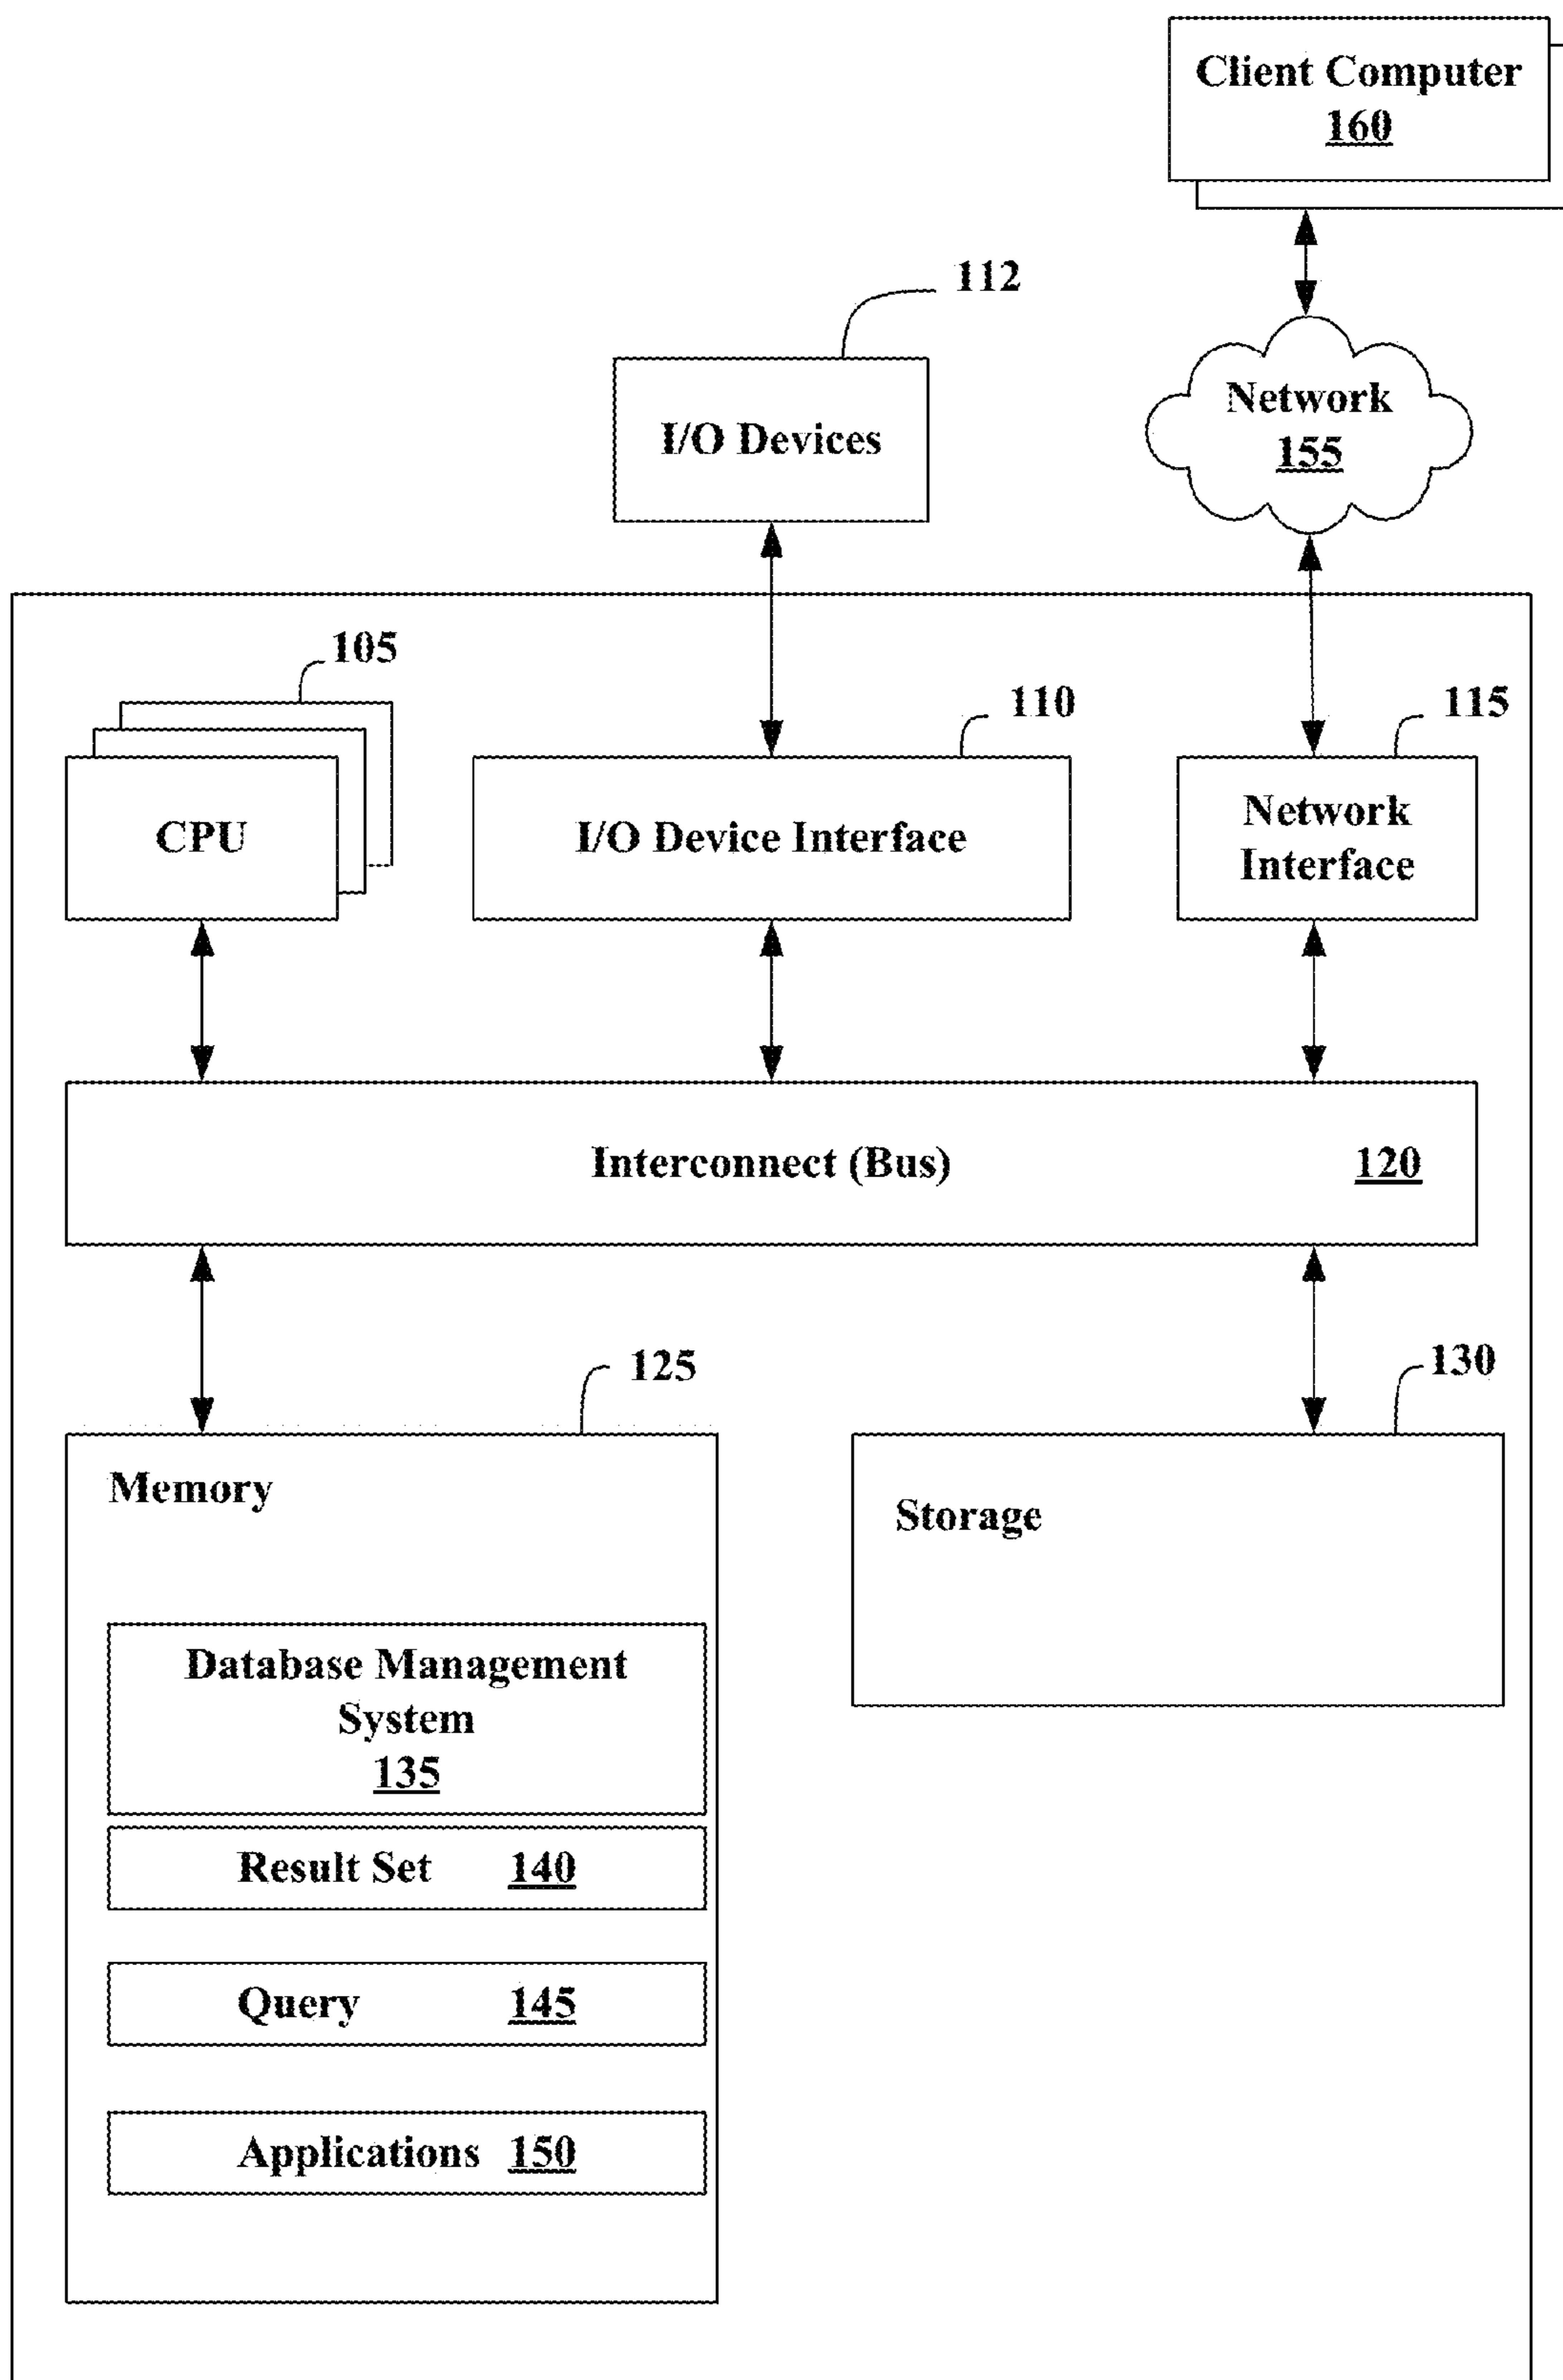 Client Computer
160
112
I/O Devices
Network
155
105
110
115
CPU
I/O Device Interface
Network
Interface
Interconnect (Bus) 120
125
130
Memory
Storage
Database Management
System
135
Result Set 140
Query 145
Applications 150